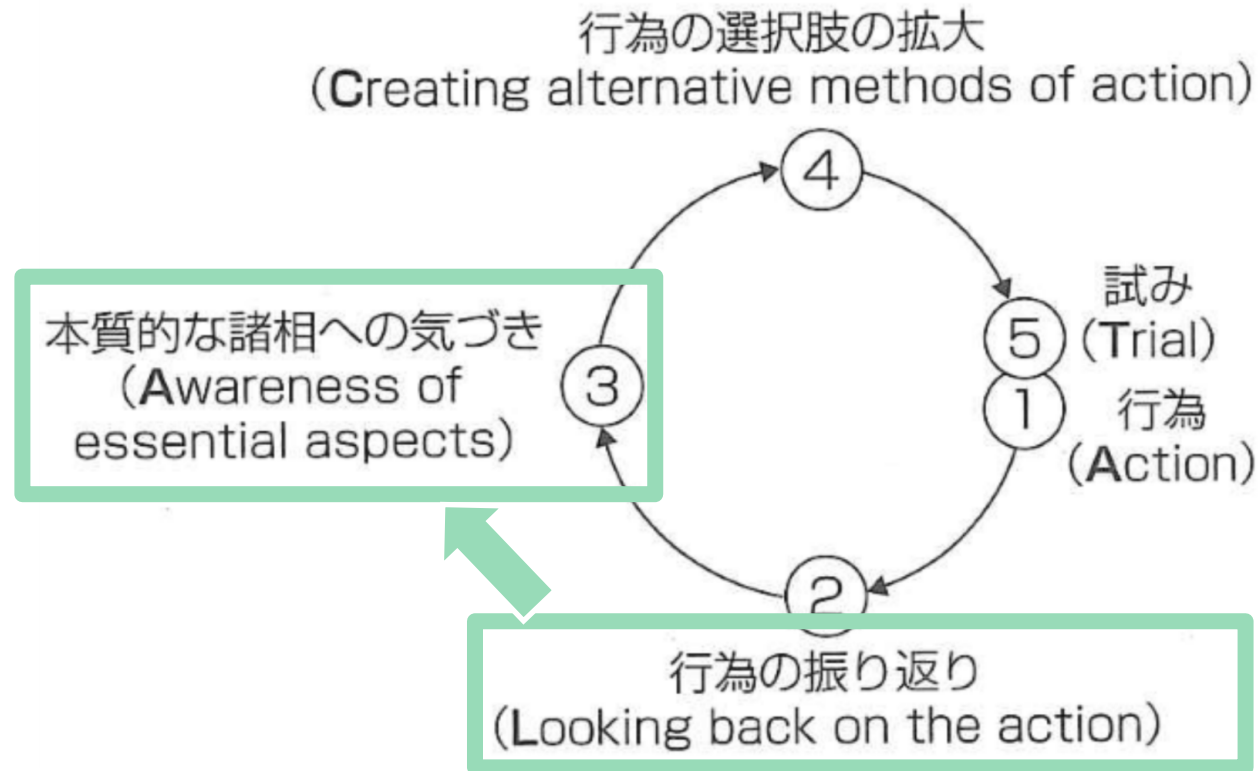 行為の選択肢の拡大
(Creating alternative methods of action)
④
本質的な諸相への気づき
(Awareness of
essential aspects)
③
⑤
試み
(Trial)
①
行為
(Action)
②
行為の振り返り
(Looking back on the action)